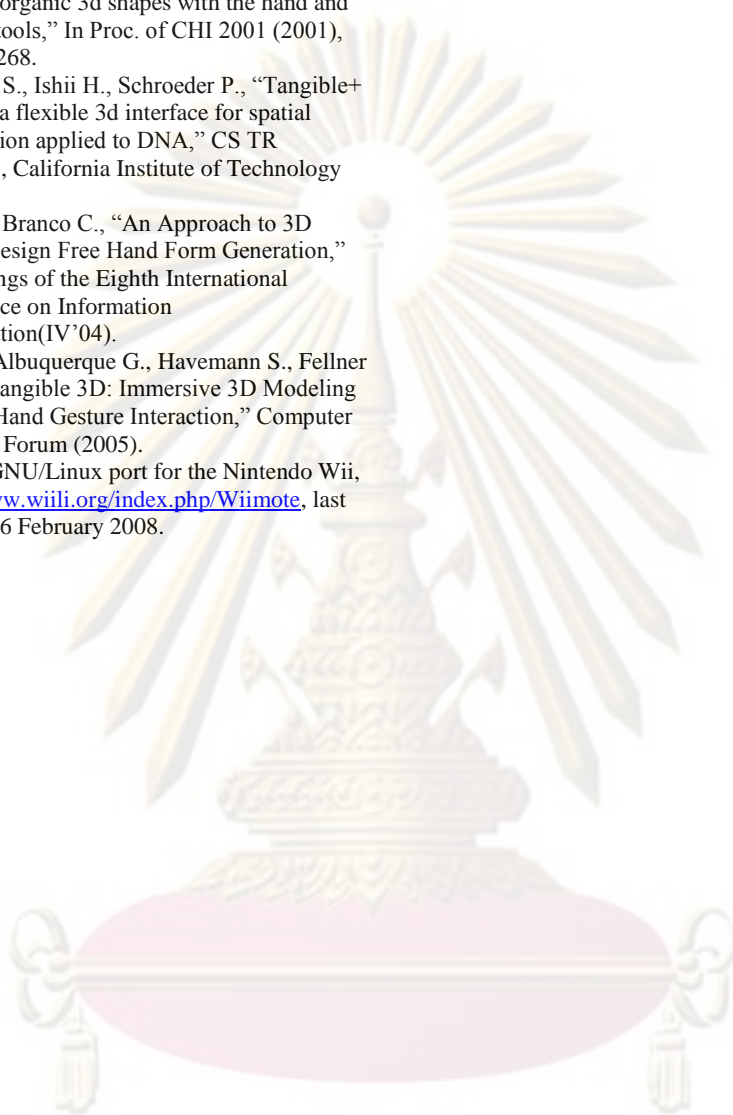 organic 3d shapes with the hand and
tools,” In Proc. of CHI 2001 (2001),
268.
S., Ishii H., Schroeder P., “Tangible+
a flexible 3d interface for spatial
ion applied to DNA,” CS TR
, California Institute of Technology
Branco C., “An Approach to 3D
Design Free Hand Form Generation,”
ngs of the Eighth International
ce on Information
tion(IV’04).
Albuquerque G., Havemann S., Fellner
angible 3D: Immersive 3D Modeling
Hand Gesture Interaction,” Computer
Forum (2005).
GNU/Linux port for the Nintendo Wii,
ww.wiili.org/index.php/Wiimote, last
6 February 2008.